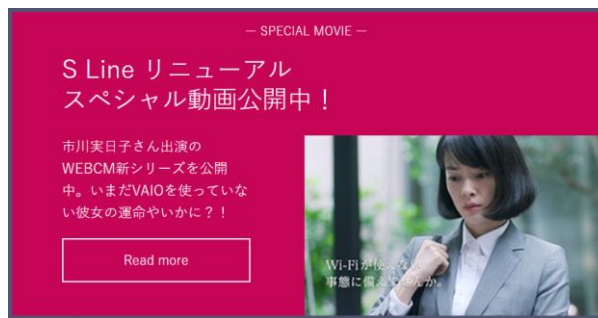 — SPECIAL MOVIE —
S Line リニューアル
スペシャル動画公開中！
市川実日子さん出演の
WEBCM新シリーズを公開
中。いまだVAIOを使っていな
い彼女の運命やいかに？！
Read more
Wi-Fiが使えない
事態に備えませんか。